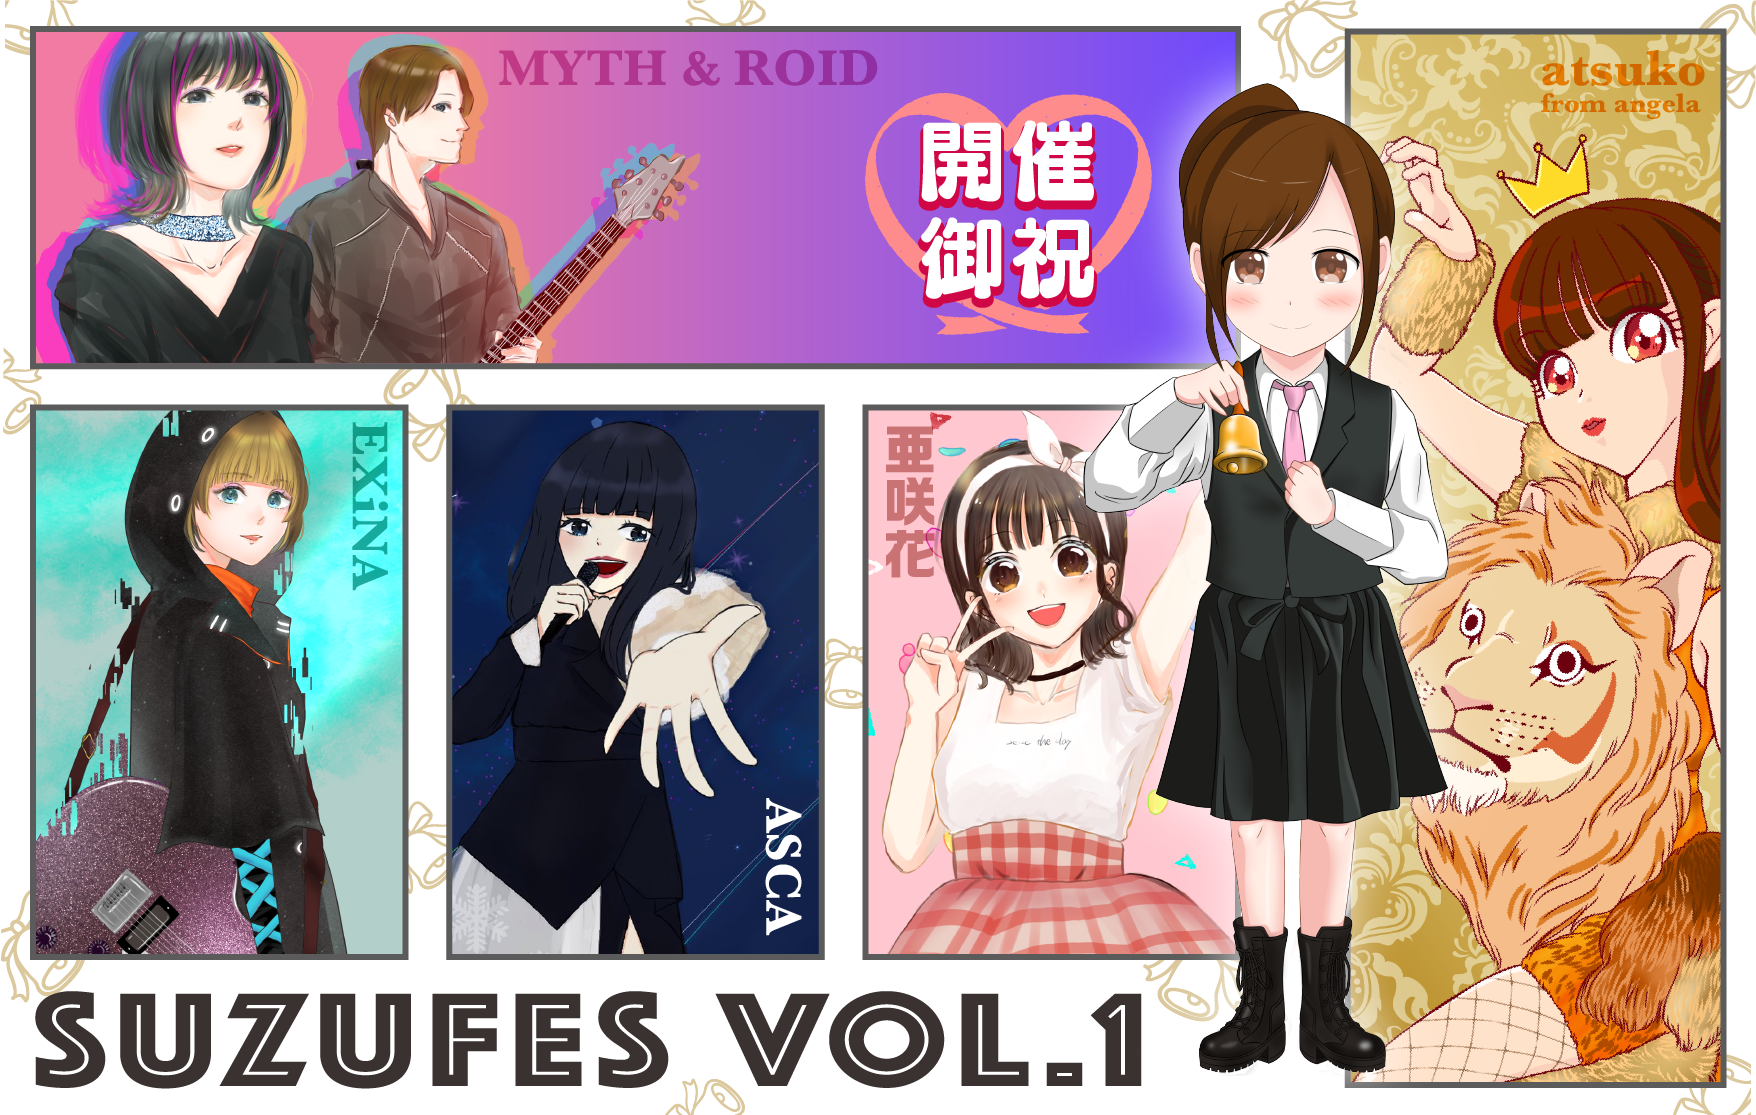 MYTH & ROID
atsuko
from angela
開催
御祝
EXiNA
ASCA
亜咲花
SUZUFES VOL.1